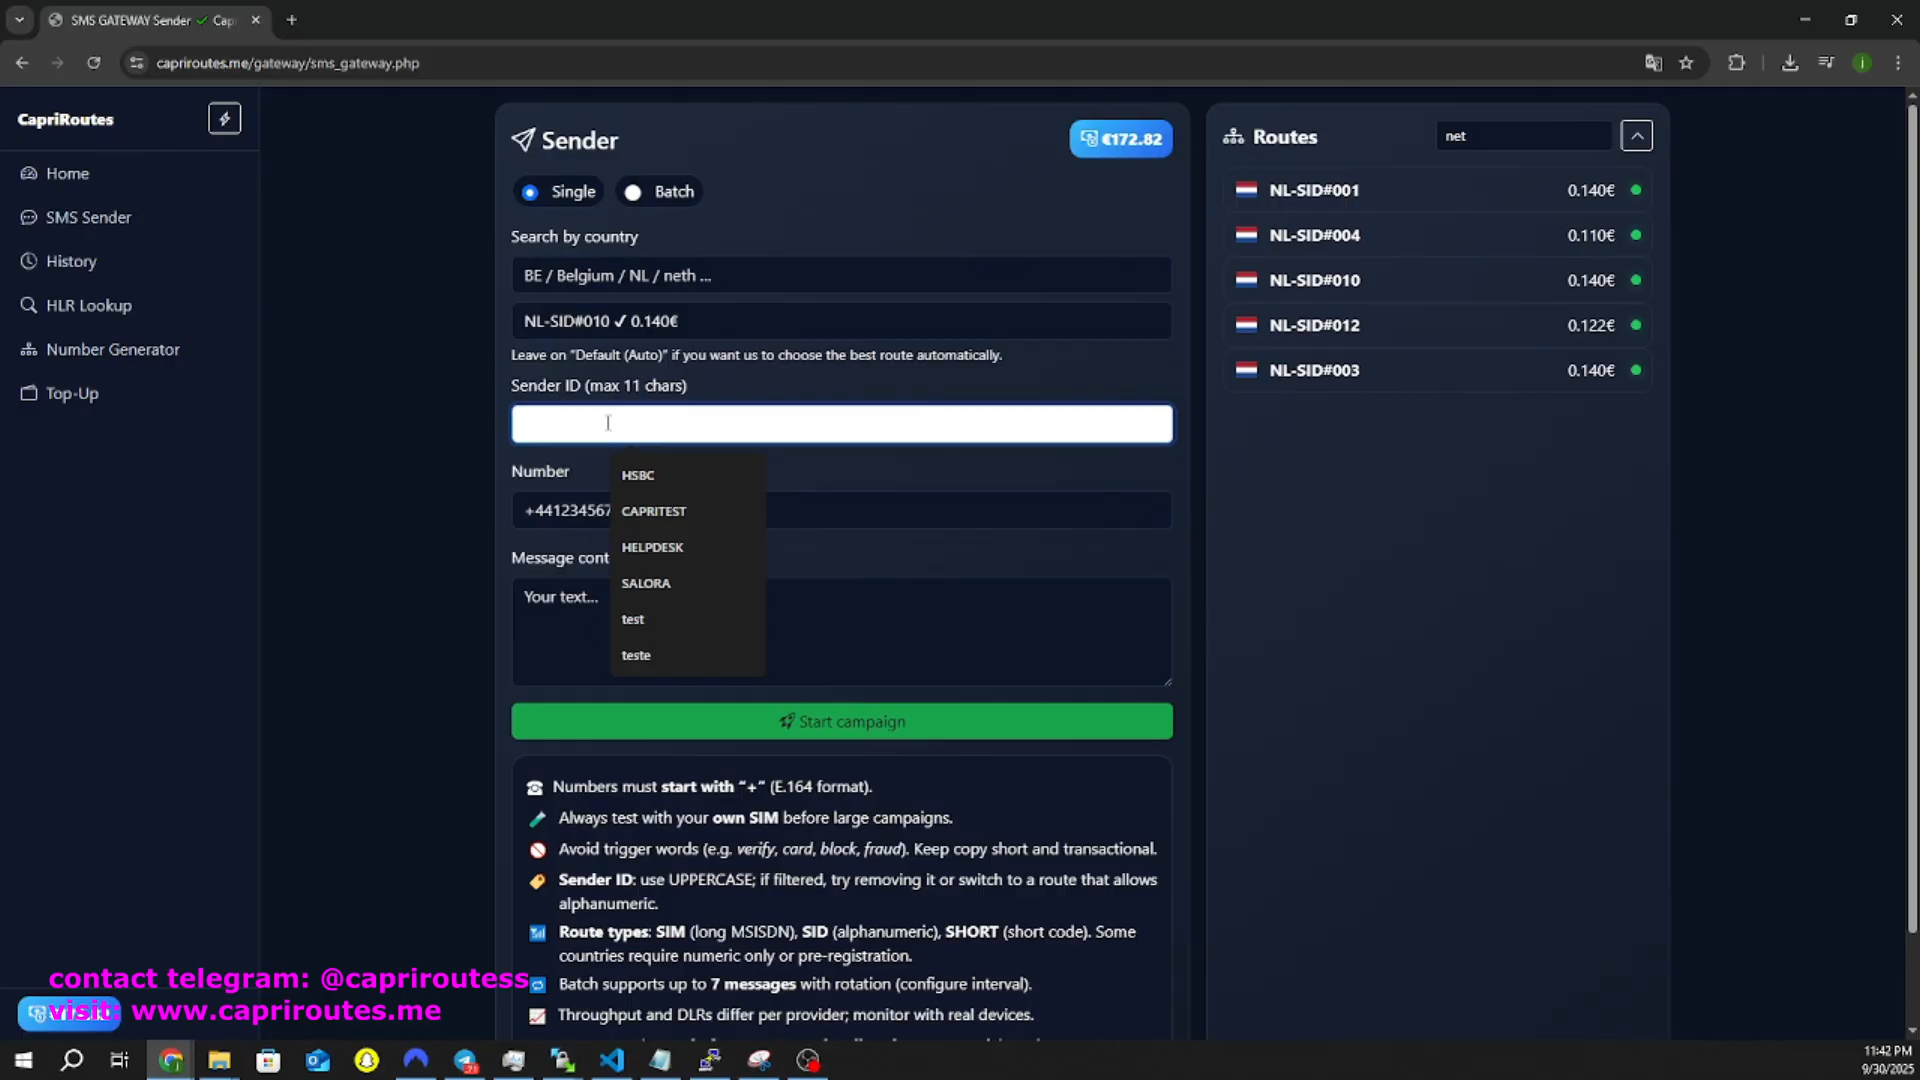 SMS GATEWAY Sender ✓ Cap
capriroutes.me/gateway/sms_gateway.php
CapriRoutes
Home
SMS Sender
History
HLR Lookup
Number Generator
Top-Up
Sender
€172.82
Single
Batch
Search by country
BE / Belgium / NL / neth ...
NL-SID#010 ✓ 0.140€
Leave on "Default (Auto)" if you want us to choose the best route automatically.
Sender ID (max 11 chars)
HSBC
CAPRITEST
HELPDESK
SALORA
test
teste
Number
+441234567
Message cont
Your text...
Start campaign
Numbers must start with “+” (E.164 format).
Always test with your own SIM before large campaigns.
Avoid trigger words (e.g. verify, card, block, fraud). Keep copy short and transactional.
Sender ID: use UPPERCASE; if filtered, try removing it or switch to a route that allows
alphanumeric.
Route types: SIM (long MSISDN), SID (alphanumeric), SHORT (short code). Some
countries require numeric only or pre-registration.
Batch supports up to 7 messages with rotation (configure interval).
Throughput and DLRs differ per provider; monitor with real devices.
Routes
net
NL-SID#001 0.140€
NL-SID#004 0.110€
NL-SID#010 0.140€
NL-SID#012 0.122€
NL-SID#003 0.140€
contact telegram: @capriroutess
visit: www.capriroutes.me
11:42 PM
9/30/2025